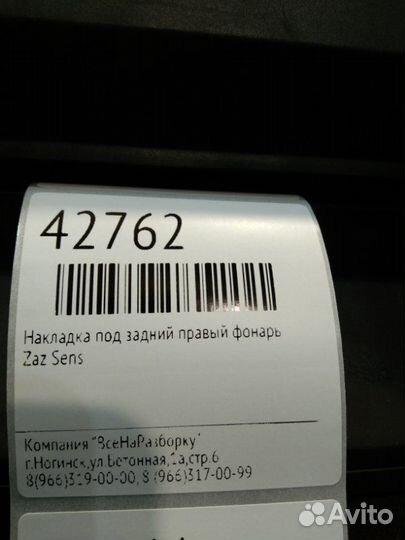 42762
Накладка под задний правый фонарь
Zaz Sens
Компания "ВсеНаРазборку"
г.Ногинск,ул.Бетонная,1а,стр.6
8(966)319-00-00, 8(966)317-00-99
Avito